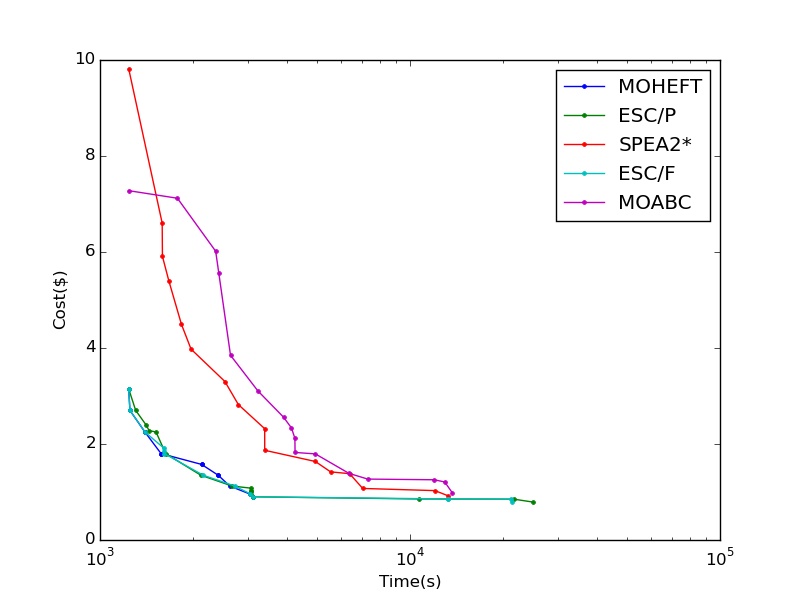 10
8
6
4
2
0
Cost($)
10³
10⁴
10⁵
Time(s)
MOHEFT
ESC/P
SPEA2*
ESC/F
MOABC